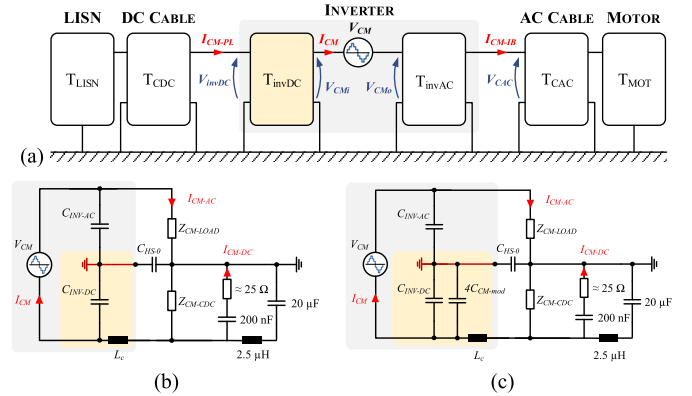 LISN DC CABLE INVERTER AC CABLE MOTOR
I_CM-PL I_CM V_CM I_CM-IB
T_LISN T_CDC V_invDC T_invDC V_CMi V_CMo T_invAC V_CAC T_CAC T_MOT
(a)
V_CM
I_CM
C_INV-AC
C_INV-DC
C_HS-0
I_CM-AC
Z_CM-LOAD
I_CM-DC
Z_CM-CDC
≈ 25 Ω
200 nF
20 μF
L_c
2.5 μH
(b)
V_CM
I_CM
C_INV-AC
C_INV-DC
4C_CM-mod
C_HS-0
I_CM-AC
Z_CM-LOAD
I_CM-DC
Z_CM-CDC
≈ 25 Ω
200 nF
20 μF
L_c
2.5 μH
(c)